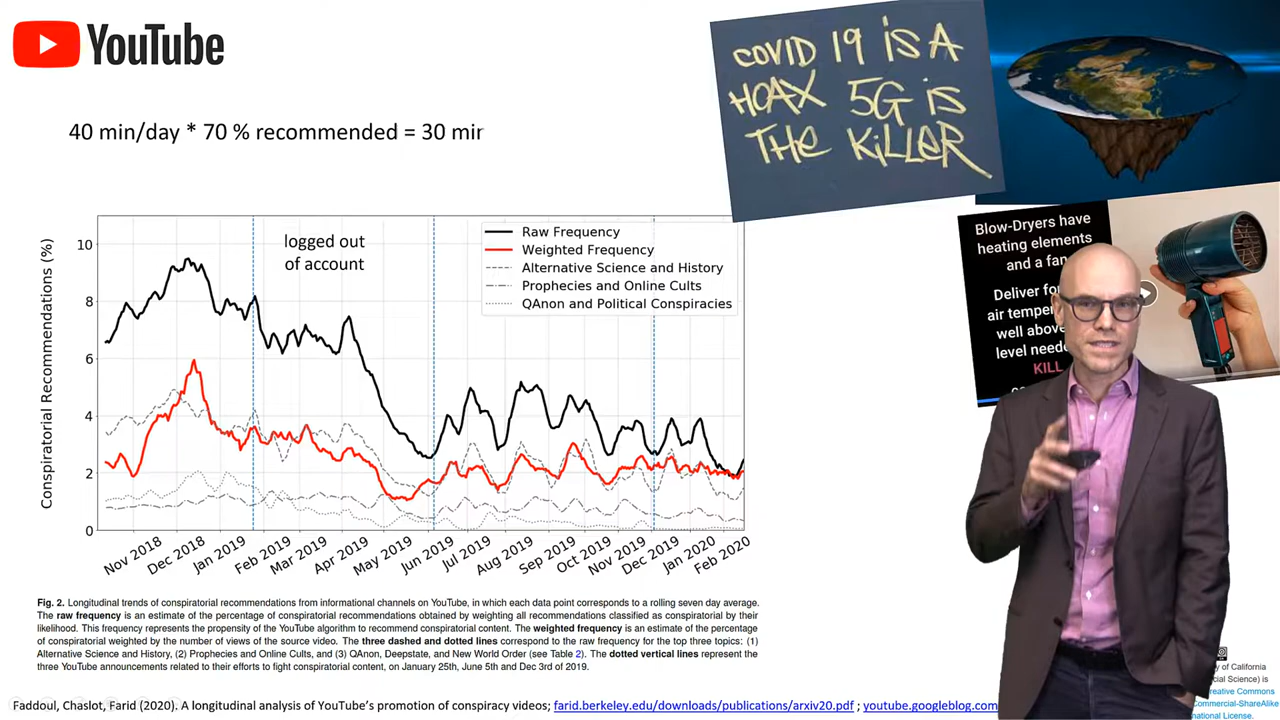 YouTube
40 min/day * 70 % recommended = 30 min
COVID 19 iS A
HOAX 5G iS
THE KiLLER
Blow-Dryers have
heating elements
and a fan
Deliver for
air temper
well above
level neede
KILL
Conspiratorial Recommendations (%)
10
8
6
4
2
0
logged out
of account
Raw Frequency
Weighted Frequency
Alternative Science and History
Prophecies and Online Cults
QAnon and Political Conspiracies
Nov 2018
Dec 2018
Jan 2019
Feb 2019
Mar 2019
Apr 2019
May 2019
Jun 2019
Jul 2019
Aug 2019
Sep 2019
Oct 2019
Nov 2019
Dec 2019
Jan 2020
Feb 2020
Fig. 2. Longitudinal trends of conspiratorial recommendations from informational channels on YouTube, in which each data point corresponds to a rolling seven day average.
The raw frequency is an estimate of the percentage of conspiratorial recommendations obtained by weighting all recommendations classified as conspiratorial by their
likelihood. This frequency represents the propensity of the YouTube algorithm to recommend conspiratorial content. The weighted frequency is an estimate of the percentage
of conspiratorial weighted by the number of views of the source video. The three dashed and dotted lines correspond to the raw frequency for the top three topics: (1)
Alternative Science and History, (2) Prophecies and Online Cults, and (3) QAnon, Deepstate, and New World Order (see Table 2). The dotted vertical lines represent the
three YouTube announcements related to their efforts to fight conspiratorial content, on January 25th, June 5th and Dec 3rd of 2019.
Faddoul, Chaslot, Farid (2020). A longitudinal analysis of YouTube's promotion of conspiracy videos; farid.berkeley.edu/downloads/publications/arxiv20.pdf ; youtube.googleblog.com
y of California
cial Science) is
reative Commons
Commercial-ShareAlike
national License.